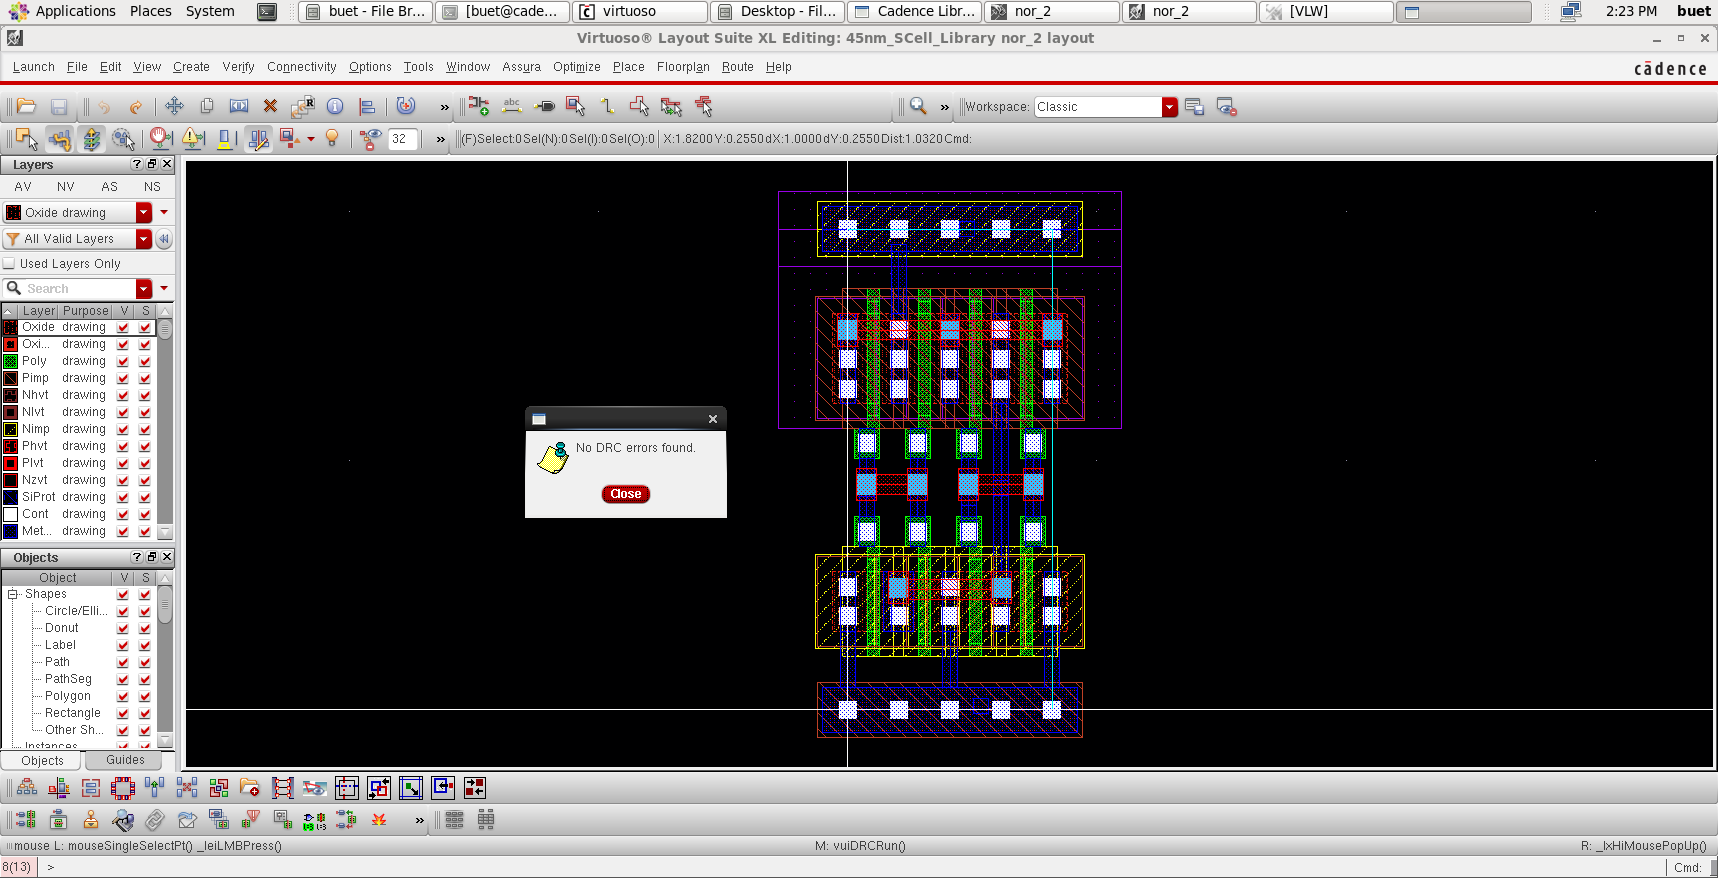 Applications Places System buet - File Br... [buet@cade... virtuoso Desktop - Fil... Cadence Libr... nor_2 nor_2 [VLW] 2:23 PM buet
Virtuoso® Layout Suite XL Editing: 45nm_SCell_Library nor_2 layout
Launch File Edit View Create Verify Connectivity Options Tools Window Assura Optimize Place Floorplan Route Help cādence
» abc » Workspace: Classic
32 » (F)Select:0 Sel(N):0 Sel(I):0 Sel(O):0 X:1.8200 Y:0.2550 dX:1.0000 dY:0.2550 Dist:1.0320 Cmd:
Layers
AV NV AS NS
Oxide drawing
All Valid Layers
Used Layers Only
Search
Layer Purpose V S
Oxide drawing
Oxi... drawing
Poly drawing
Pimp drawing
Nhvt drawing
Nlvt drawing
Nimp drawing
Phvt drawing
Plvt drawing
Nzvt drawing
SiProt drawing
Cont drawing
Met... drawing
Objects
Object V S
Shapes
Circle/Elli...
Donut
Label
Path
PathSeg
Polygon
Rectangle
Other Sh...
Instances
Objects Guides
No DRC errors found.
Close
»
mouse L: mouseSingleSelectPt() _leiLMBPress() M: vuiDRCRun() R: _lxHiMousePopUp()
8(13) > Cmd: